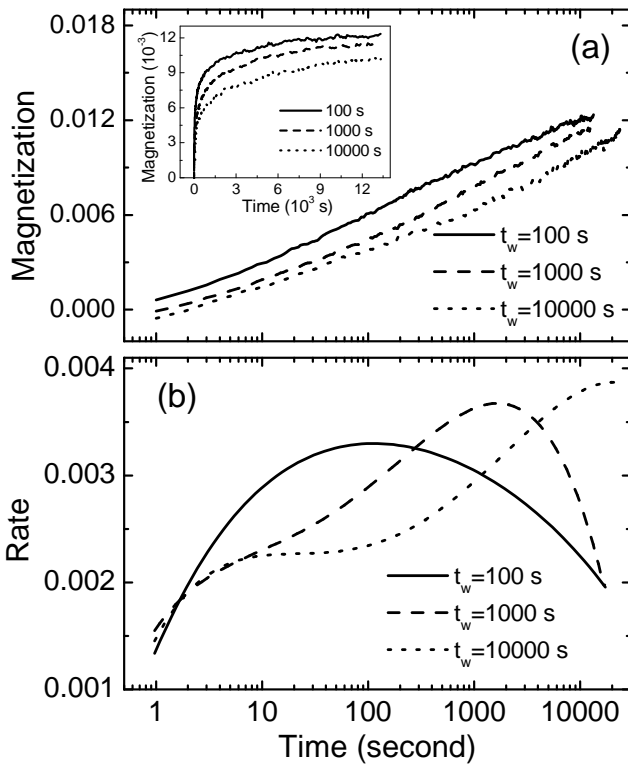 (a)
Magnetization (10⁻³)
12
9
6
3
0
100 s
1000 s
10000 s
0 3 6 9 12
Time (10³ s)
Magnetization
0.018
0.012
0.006
0.000
t_w=100 s
t_w=1000 s
t_w=10000 s
(b)
Rate
0.004
0.003
0.002
0.001
t_w=100 s
t_w=1000 s
t_w=10000 s
1 10 100 1000 10000
Time (second)